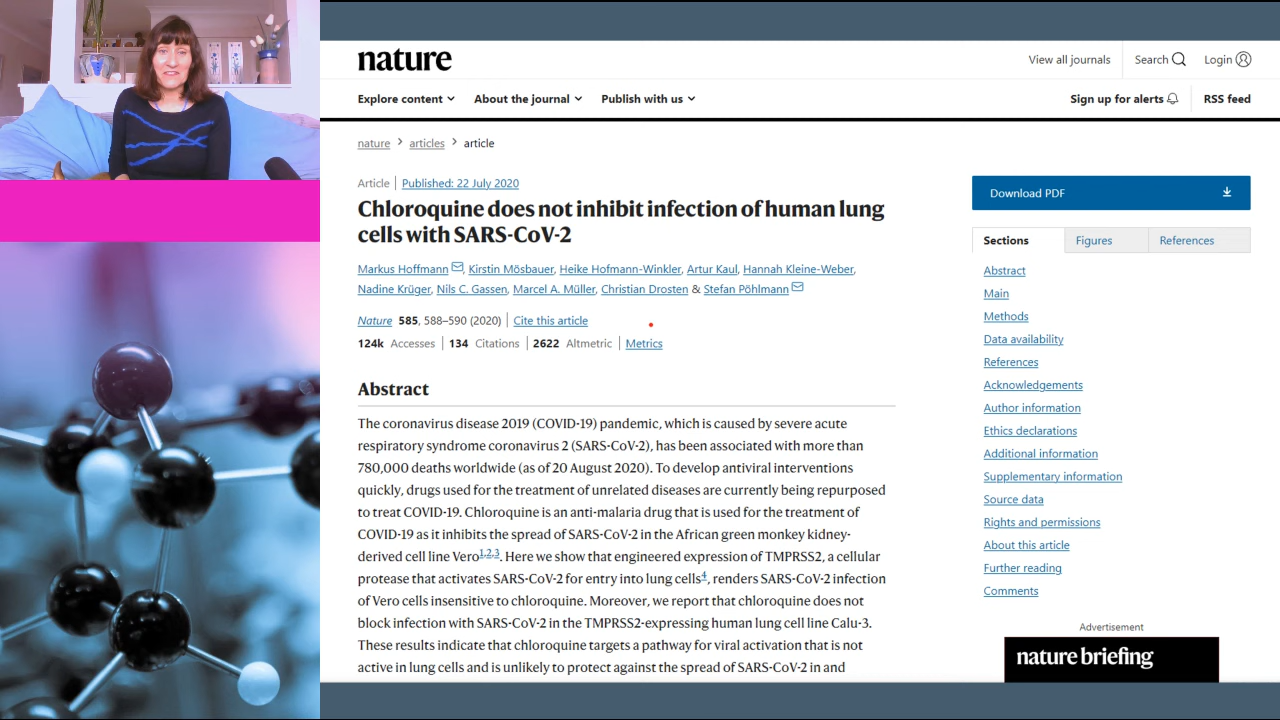 nature
View all journals
Search
Login
Explore content
About the journal
Publish with us
Sign up for alerts
RSS feed
nature > articles > article
Article | Published: 22 July 2020
Chloroquine does not inhibit infection of human lung
cells with SARS-CoV-2
Markus Hoffmann, Kirstin Mösbauer, Heike Hofmann-Winkler, Artur Kaul, Hannah Kleine-Weber,
Nadine Krüger, Nils C. Gassen, Marcel A. Müller, Christian Drosten & Stefan Pöhlmann
Nature 585, 588–590 (2020) | Cite this article
124k Accesses | 134 Citations | 2622 Altmetric | Metrics
Abstract
The coronavirus disease 2019 (COVID-19) pandemic, which is caused by severe acute
respiratory syndrome coronavirus 2 (SARS-CoV-2), has been associated with more than
780,000 deaths worldwide (as of 20 August 2020). To develop antiviral interventions
quickly, drugs used for the treatment of unrelated diseases are currently being repurposed
to treat COVID-19. Chloroquine is an anti-malaria drug that is used for the treatment of
COVID-19 as it inhibits the spread of SARS-CoV-2 in the African green monkey kidney-
derived cell line Vero1,2,3. Here we show that engineered expression of TMPRSS2, a cellular
protease that activates SARS-CoV-2 for entry into lung cells4, renders SARS-CoV-2 infection
of Vero cells insensitive to chloroquine. Moreover, we report that chloroquine does not
block infection with SARS-CoV-2 in the TMPRSS2-expressing human lung cell line Calu-3.
These results indicate that chloroquine targets a pathway for viral activation that is not
active in lung cells and is unlikely to protect against the spread of SARS-CoV-2 in and
Download PDF
Sections
Figures
References
Abstract
Main
Methods
Data availability
References
Acknowledgements
Author information
Ethics declarations
Additional information
Supplementary information
Source data
Rights and permissions
About this article
Further reading
Comments
Advertisement
nature briefing